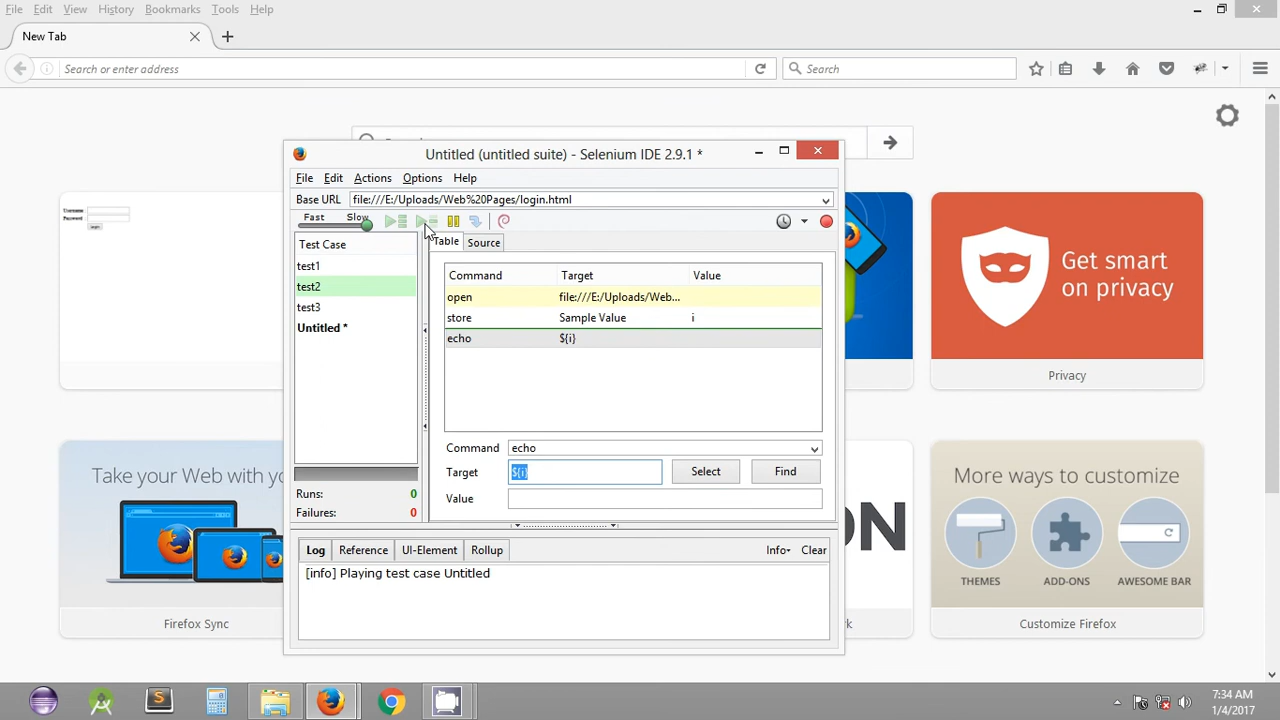 File Edit View History Bookmarks Tools Help
New Tab
Search or enter address
Search
Untitled (untitled suite) - Selenium IDE 2.9.1 *
File Edit Actions Options Help
Base URL file:///E:/Uploads/Web%20Pages/login.html
Fast Slow
Table Source
Test Case
test1
test2
test3
Untitled *
Command Target Value
open file:///E:/Uploads/Web...
store Sample Value i
echo ${i}
Command echo
Target ${i} Select Find
Value
Runs: 0
Failures: 0
Log Reference UI-Element Rollup Info Clear
[info] Playing test case Untitled
Username
Password
login
Get smart
on privacy
Privacy
Take your Web with y
Firefox Sync
ON
k
More ways to customize
THEMES ADD-ONS AWESOME BAR
Customize Firefox
7:34 AM
1/4/2017